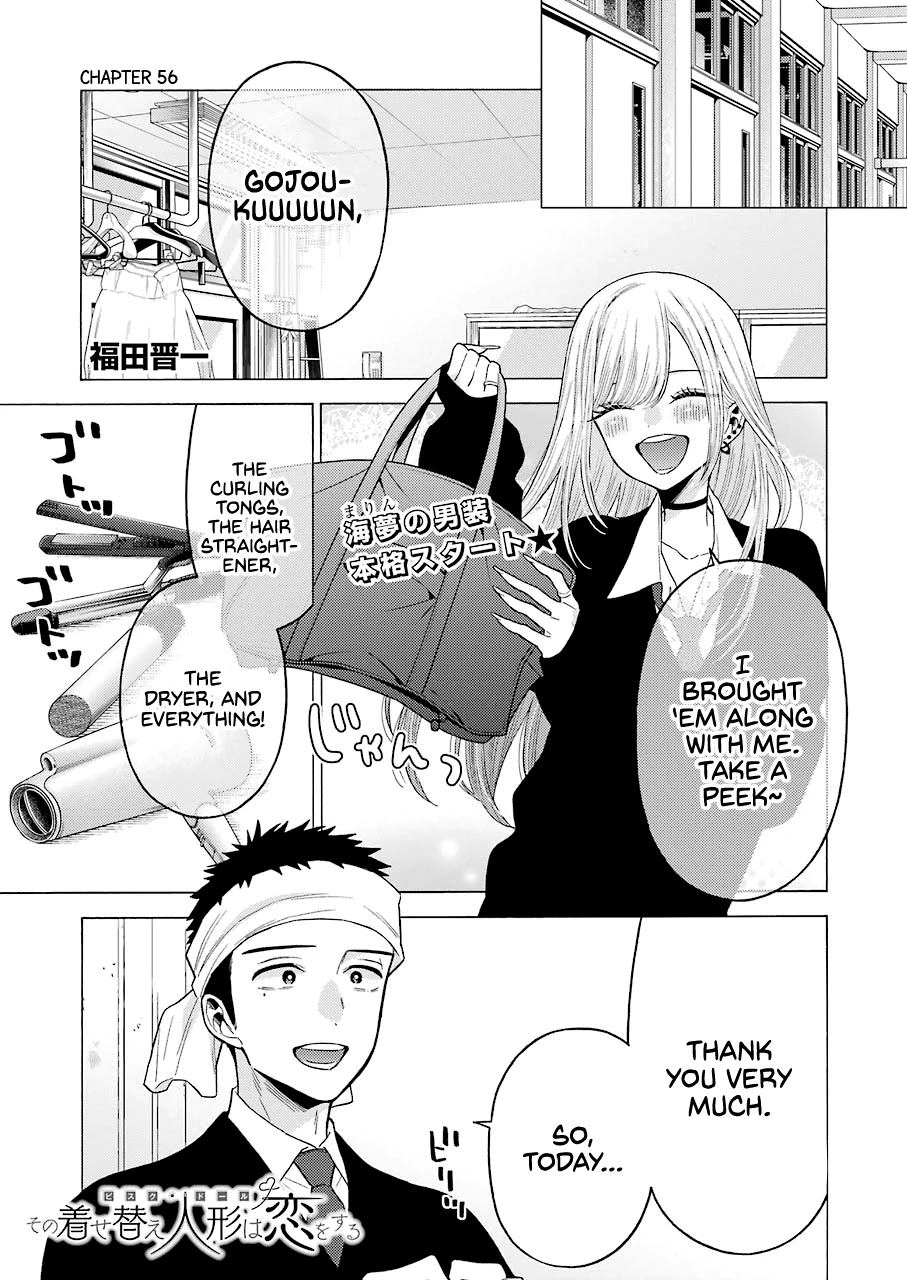 CHAPTER 56
GOJOU-
KUUUUUN,
福田晋一
I
BROUGHT
'EM ALONG
WITH ME.
TAKE A
PEEK~
まりん
海夢の男装
本格スタート★
じゃんっ
THE
CURLING
TONGS,
THE HAIR
STRAIGHT-
ENER,
THE
DRYER, AND
EVERYTHING!
ゴトッ
ゴトッ
THANK
YOU VERY
MUCH.
SO,
TODAY...
ドピッ
ビスク・ドール
その着せ替え人形は恋をする